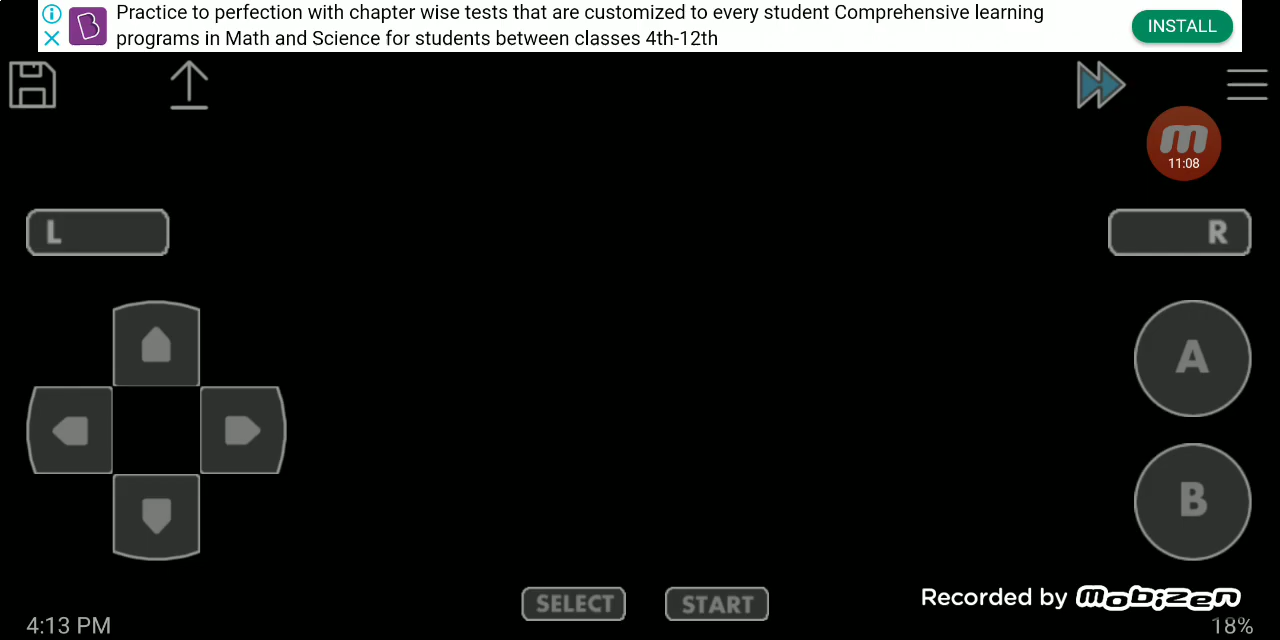 Practice to perfection with chapter wise tests that are customized to every student Comprehensive learning
programs in Math and Science for students between classes 4th-12th
INSTALL
11:08
L
R
A
B
SELECT
START
Recorded by mobizen
4:13 PM
18%